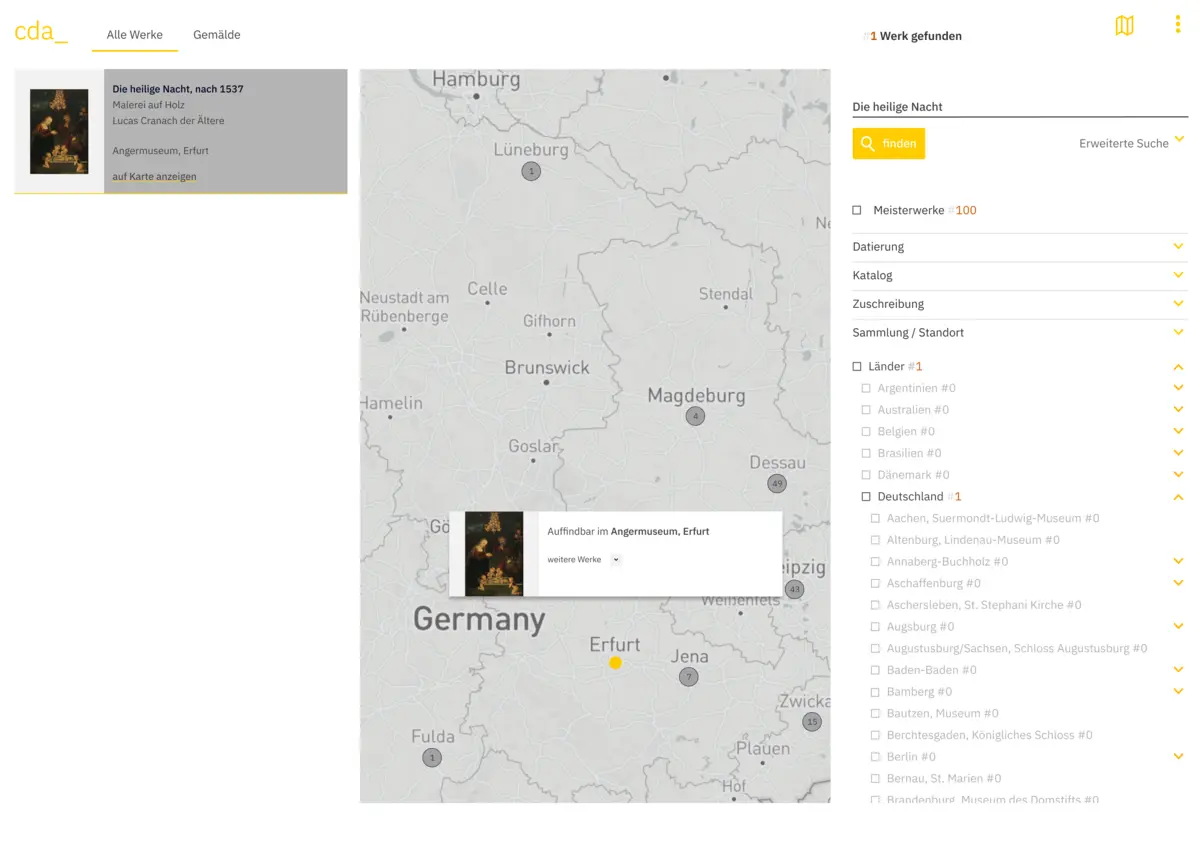 cda_
Alle Werke
Gemälde
#1 Werk gefunden
Die heilige Nacht, nach 1537
Malerei auf Holz
Lucas Cranach der Ältere
Angermuseum, Erfurt
auf Karte anzeigen
Hamburg
Lüneburg
1
Celle
Neustadt am
Rübenberge
Stendal
Gifhorn
Brunswick
Magdeburg
4
Hamelin
Goslar
Dessau
49
Gö
Auffindbar im Angermuseum, Erfurt
weitere Werke
eipzig
43
Weißenfels
Germany
Erfurt
Jena
7
Zwicka
15
Fulda
1
Plauen
Hof
Die heilige Nacht
finden
Erweiterte Suche
Meisterwerke #100
Datierung
Katalog
Zuschreibung
Sammlung / Standort
Länder #1
Argentinien #0
Australien #0
Belgien #0
Brasilien #0
Dänemark #0
Deutschland #1
Aachen, Suermondt-Ludwig-Museum #0
Altenburg, Lindenau-Museum #0
Annaberg-Buchholz #0
Aschaffenburg #0
Aschersleben, St. Stephani Kirche #0
Augsburg #0
Augustusburg/Sachsen, Schloss Augustusburg #0
Baden-Baden #0
Bamberg #0
Bautzen, Museum #0
Berchtesgaden, Königliches Schloss #0
Berlin #0
Bernau, St. Marien #0
Brandenburg, Museum des Domstifts #0